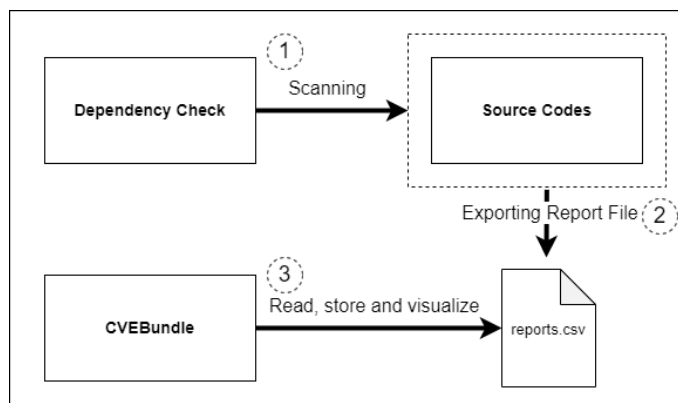 1
Scanning
Dependency Check
Source Codes
Exporting Report File
2
3
Read, store and visualize
CVEBundle
reports.csv